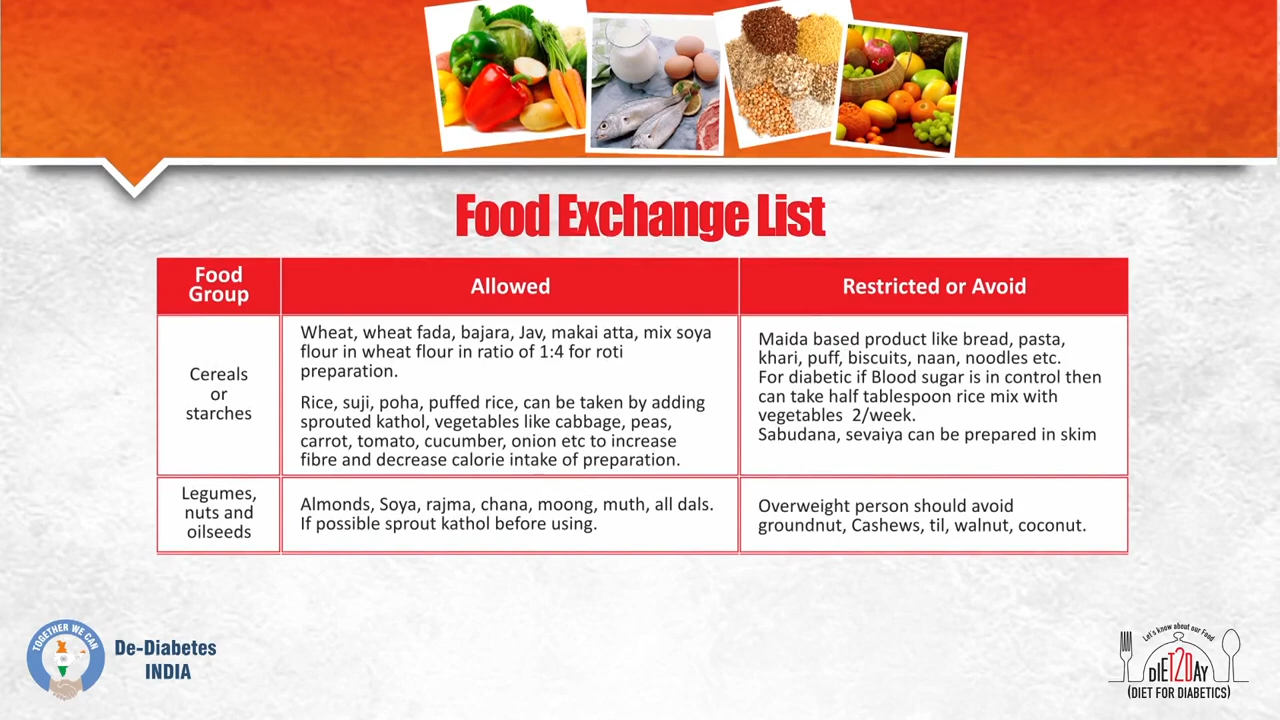 Food Exchange List
Food
Group
Allowed
Restricted or Avoid
Cereals
or
starches
Wheat, wheat fada, bajara, Jav, makai atta, mix soya
flour in wheat flour in ratio of 1:4 for roti
preparation.
Rice, suji, poha, puffed rice, can be taken by adding
sprouted kathol, vegetables like cabbage, peas,
carrot, tomato, cucumber, onion etc to increase
fibre and decrease calorie intake of preparation.
Maida based product like bread, pasta,
khari, puff, biscuits, naan, noodles etc.
For diabetic if Blood sugar is in control then
can take half tablespoon rice mix with
vegetables 2/week.
Sabudana, sevaiya can be prepared in skim
Legumes,
nuts and
oilseeds
Almonds, Soya, rajma, chana, moong, muth, all dals.
If possible sprout kathol before using.
Overweight person should avoid
groundnut, Cashews, til, walnut, coconut.
TOGETHER WE CAN
De-Diabetes
INDIA
Let's know about our Food
DIET2DAY
(DIET FOR DIABETICS)